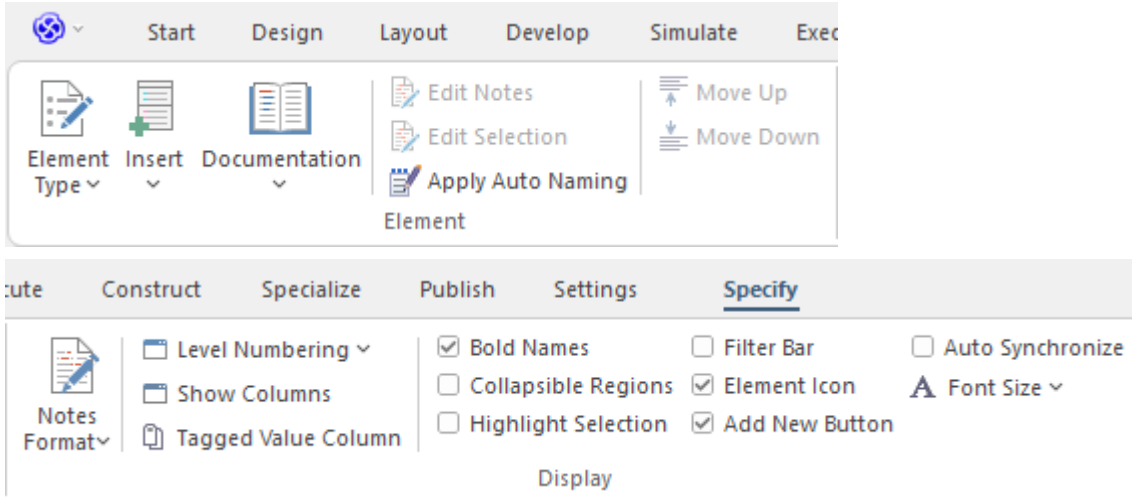 Start Design Layout Develop Simulate Exec
Edit Notes Move Up
Edit Selection Move Down
Element Insert Documentation
Type
Apply Auto Naming
Element
cute Construct Specialize Publish Settings Specify
Level Numbering Bold Names Filter Bar Auto Synchronize
Show Columns Collapsible Regions Element Icon A Font Size
Notes
Format
Tagged Value Column Highlight Selection Add New Button
Display